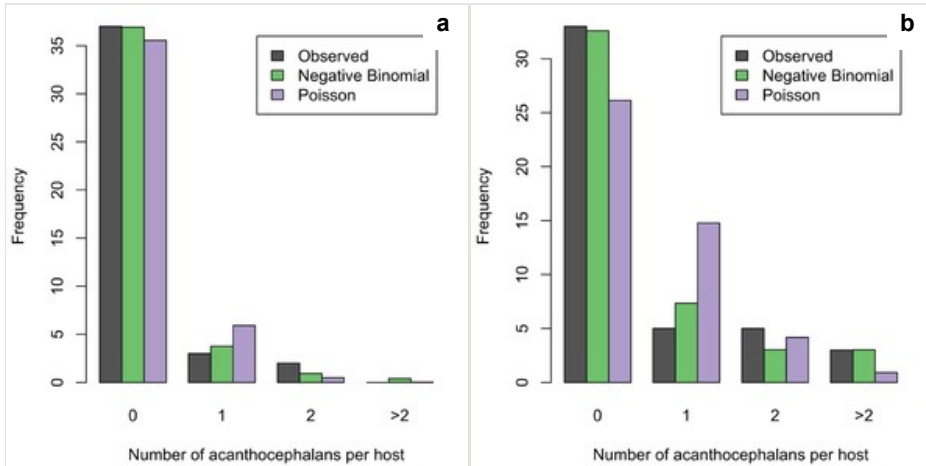 a
Observed
Negative Binomial
Poisson
Frequency
35
30
25
20
15
10
5
0
0 1 2 >2
Number of acanthocephalans per host
b
Observed
Negative Binomial
Poisson
Frequency
30
25
20
15
10
5
0
0 1 2 >2
Number of acanthocephalans per host